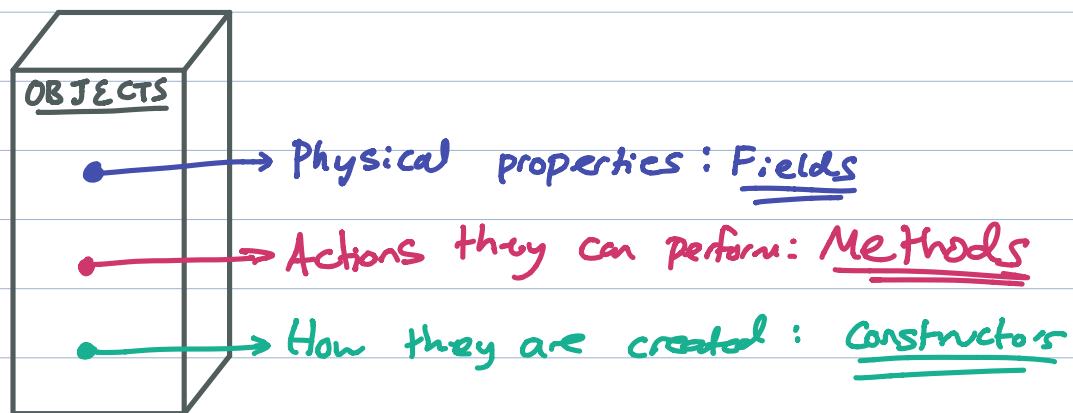 OBJECTS
Physical properties : Fields
Actions they can perform: Methods
How they are created : Constructors